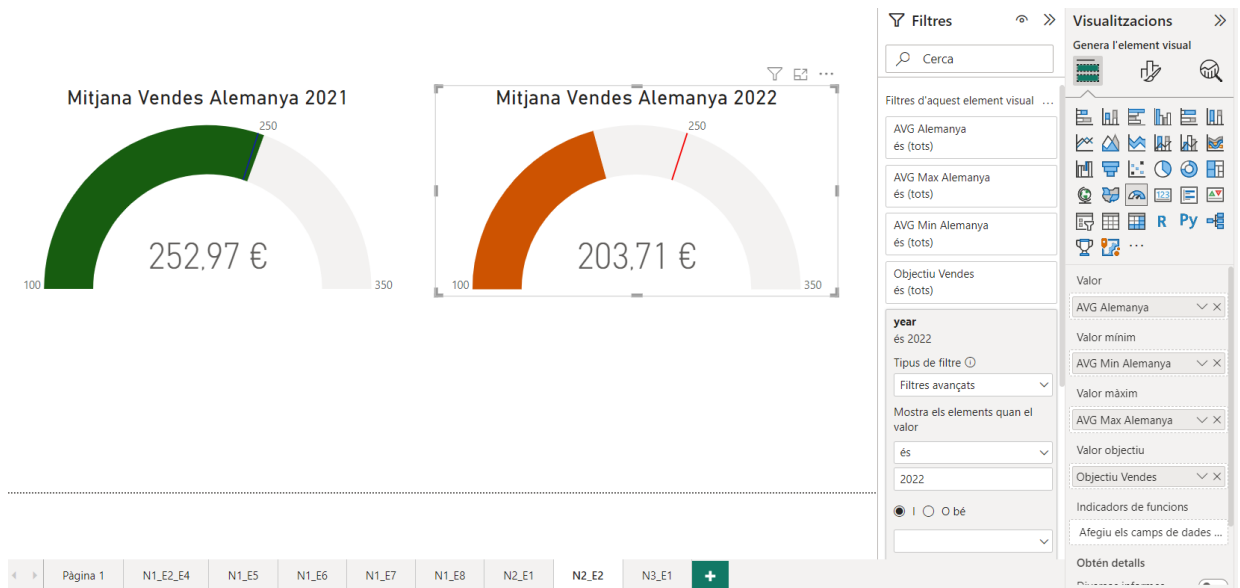 Mitjana Vendes Alemanya 2021
250
252,97 €
100
350
Mitjana Vendes Alemanya 2022
250
203,71 €
100
350
Filtres
Cerca
Filtres d'aquest element visual ...
AVG Alemanya
és (tots)
AVG Max Alemanya
és (tots)
AVG Min Alemanya
és (tots)
Objectiu Vendes
és (tots)
year
és 2022
Tipus de filtre
Filtres avançats
Mostra els elements quan el
valor
és
2022
I O bé
Visualitzacions
Genera l'element visual
123
R Py
...
Valor
AVG Alemanya
Valor mínim
AVG Min Alemanya
Valor màxim
AVG Max Alemanya
Valor objectiu
Objectiu Vendes
Indicadors de funcions
Afegiu els camps de dades ...
Obtén detalls
Diversos informes
Pàgina 1 N1_E2_E4 N1_E5 N1_E6 N1_E7 N1_E8 N2_E1 N2_E2 N3_E1 +